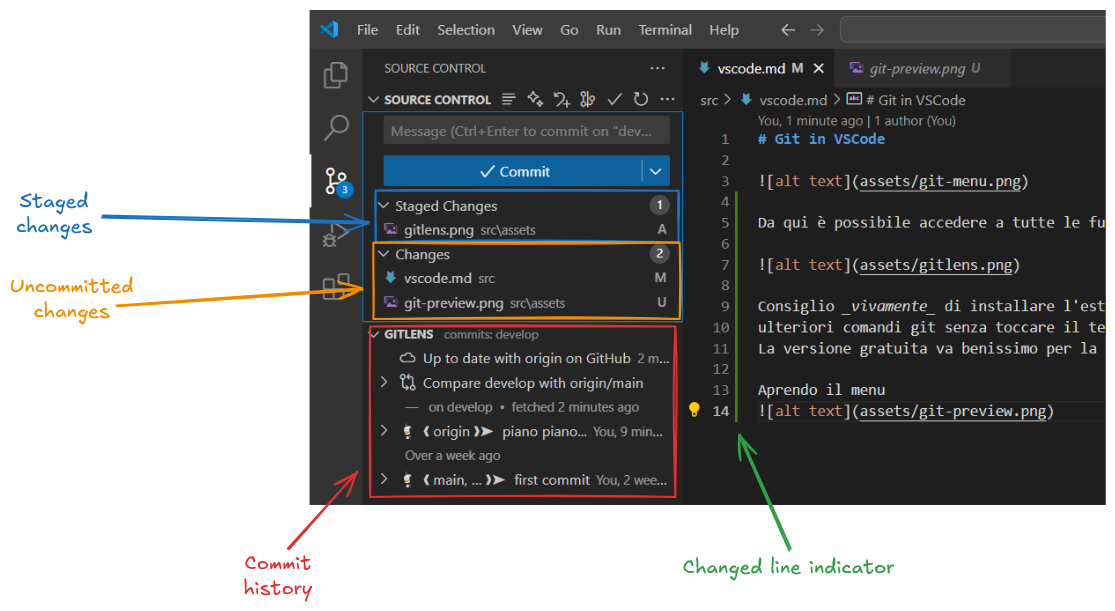 File Edit Selection View Go Run Terminal Help
SOURCE CONTROL
SOURCE CONTROL
Message (Ctrl+Enter to commit on "dev...
Commit
3
Staged Changes 1
gitlens.png src\assets A
Changes 2
vscode.md src M
git-preview.png src\assets U
GITLENS commits: develop
Up to date with origin on GitHub 2 m...
Compare develop with origin/main
— on develop • fetched 2 minutes ago
origin piano piano... You, 9 min...
Over a week ago
main, ... first commit You, 2 wee...
vscode.md M git-preview.png U
src > vscode.md > abc # Git in VSCode
You, 1 minute ago | 1 author (You)
1 # Git in VSCode
2
3 ![alt text](assets/git-menu.png)
4
5 Da qui è possibile accedere a tutte le fu
6
7 ![alt text](assets/gitlens.png)
8
9 Consiglio _vivamente_ di installare l'est
10 ulteriori comandi git senza toccare il te
11 La versione gratuita va benissimo per la
12
13 Aprendo il menu
14 ![alt text](assets/git-preview.png)
Staged
changes
Uncommitted
changes
Commit
history
Changed line indicator